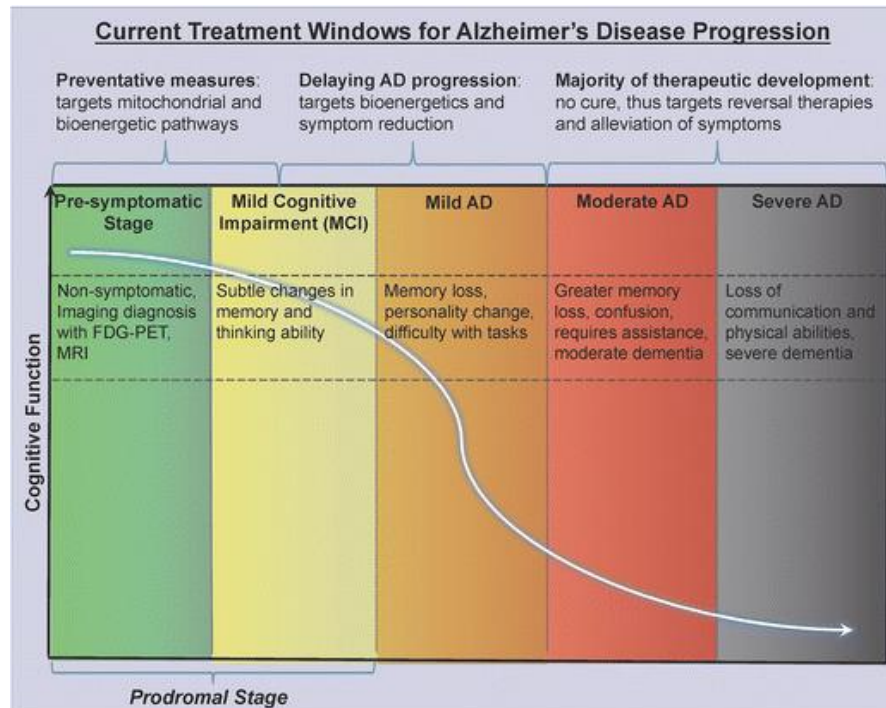 Current Treatment Windows for Alzheimer's Disease Progression
Preventative measures:
targets mitochondrial and
bioenergetic pathways
Delaying AD progression:
targets bioenergetics and
symptom reduction
Majority of therapeutic development:
no cure, thus targets reversal therapies
and alleviation of symptoms
Pre-symptomatic
Stage
Mild Cognitive
Impairment (MCI)
Mild AD
Moderate AD
Severe AD
Non-symptomatic,
Imaging diagnosis
with FDG-PET,
MRI
Subtle changes in
memory and
thinking ability
Memory loss,
personality change,
difficulty with tasks
Greater memory
loss, confusion,
requires assistance,
moderate dementia
Loss of
communication and
physical abilities,
severe dementia
Cognitive Function
Prodromal Stage